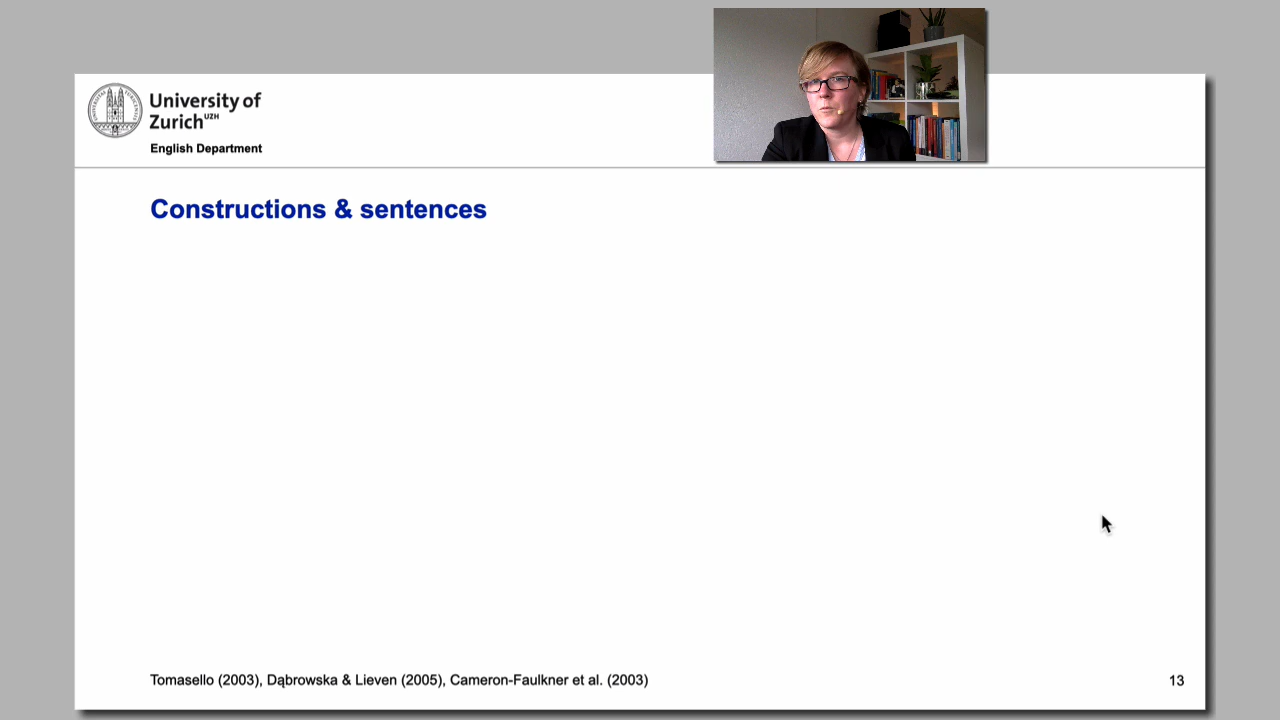 University of
Zurich UZH
English Department
Constructions & sentences
Tomasello (2003), Dąbrowska & Lieven (2005), Cameron-Faulkner et al. (2003)
13